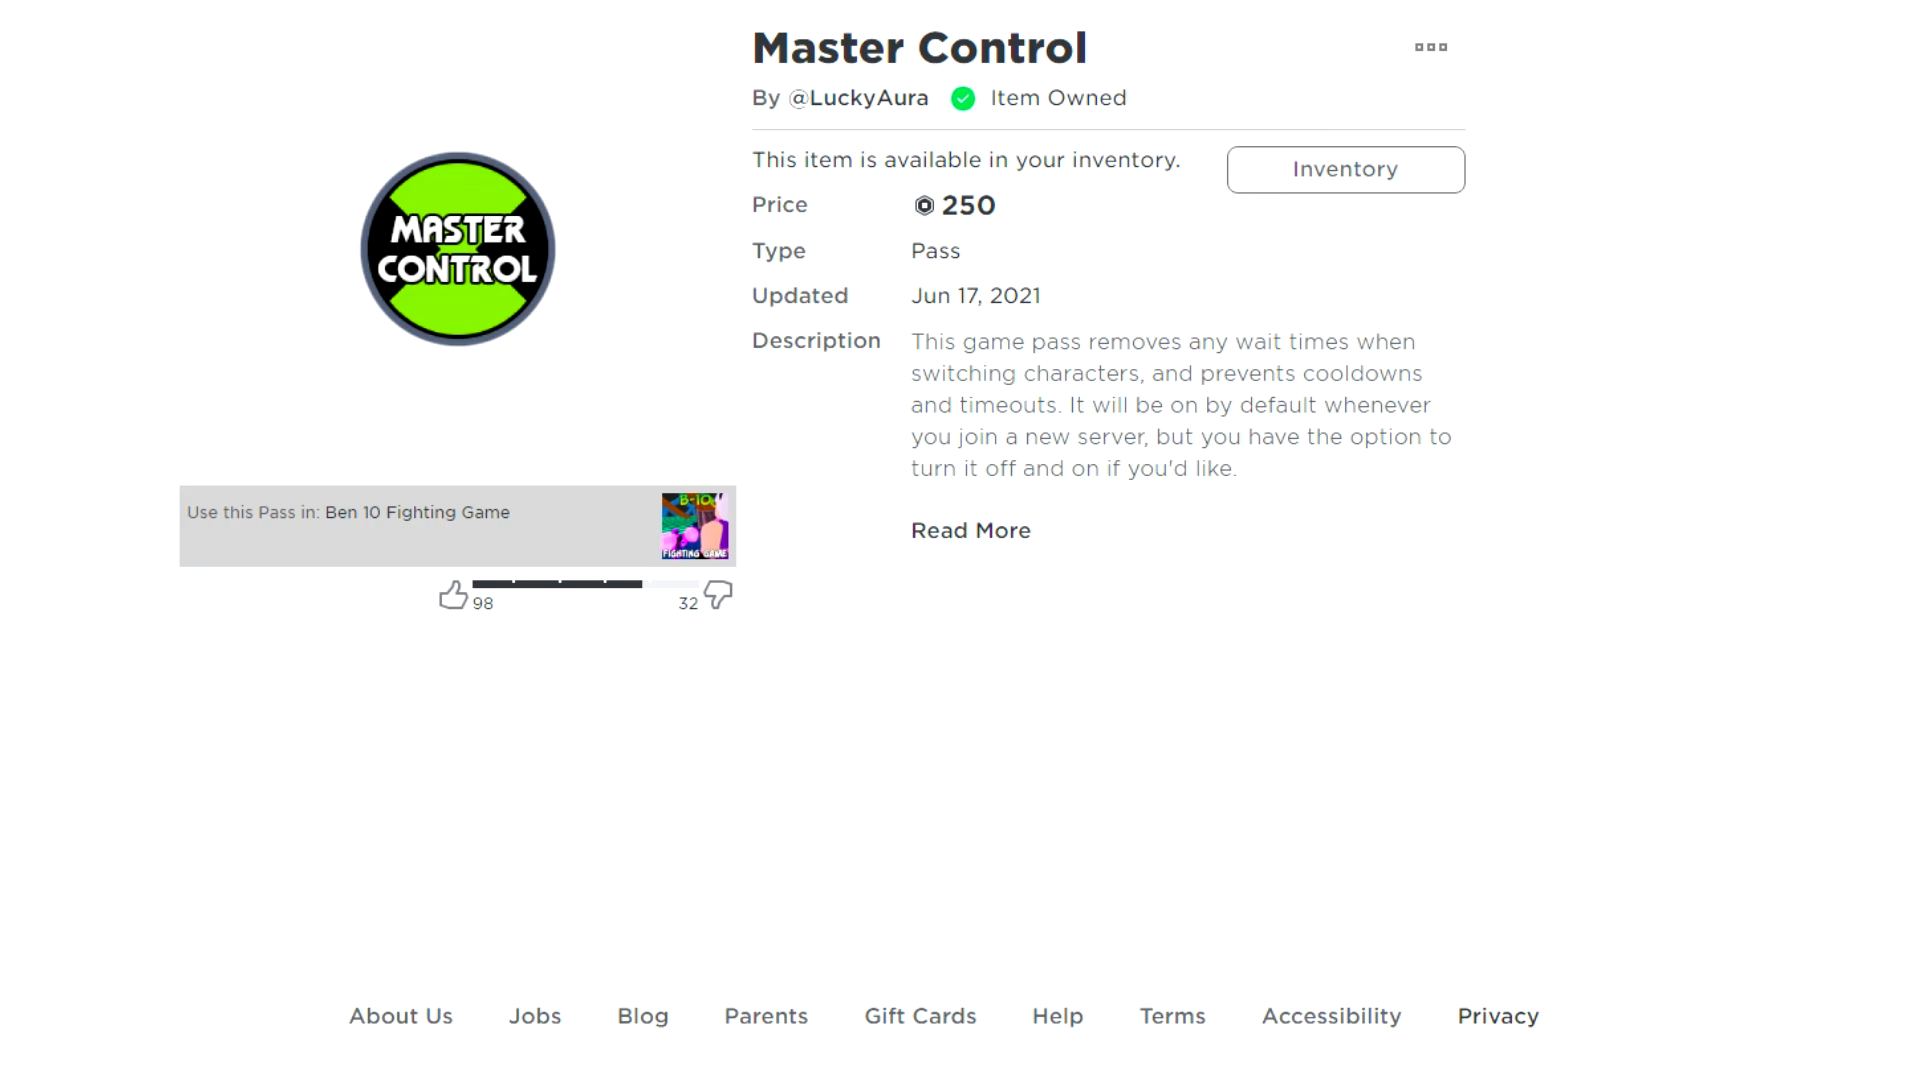 Master Control
By @LuckyAura Item Owned
This item is available in your inventory.
Inventory
Price 250
Type Pass
Updated Jun 17, 2021
Description This game pass removes any wait times when
switching characters, and prevents cooldowns
and timeouts. It will be on by default whenever
you join a new server, but you have the option to
turn it off and on if you'd like.
Read More
MASTER
CONTROL
Use this Pass in: Ben 10 Fighting Game
B-10
FIGHTING GAME
98
32
About Us Jobs Blog Parents Gift Cards Help Terms Accessibility Privacy